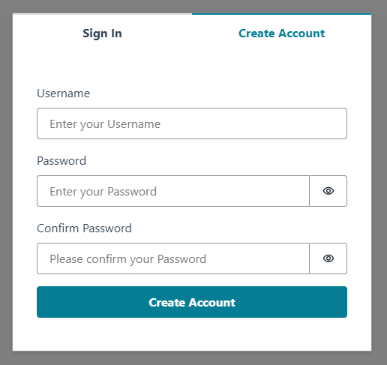 Sign In
Create Account
Username
Enter your Username
Password
Enter your Password
Confirm Password
Please confirm your Password
Create Account